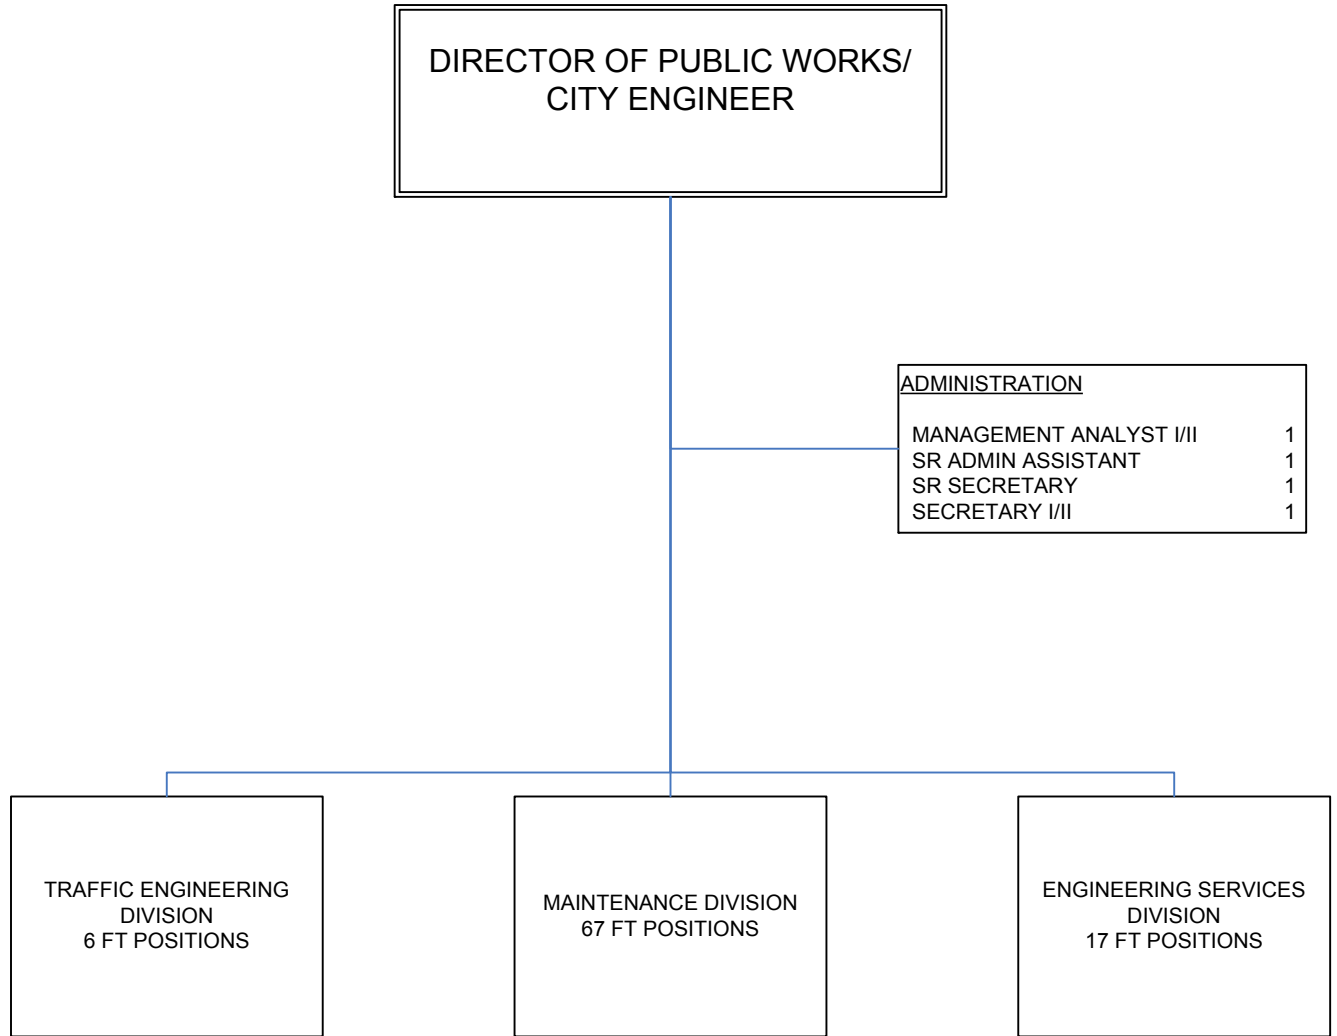 DIRECTOR OF PUBLIC WORKS/
CITY ENGINEER
ADMINISTRATION
MANAGEMENT ANALYST I/II 1
SR ADMIN ASSISTANT 1
SR SECRETARY 1
SECRETARY I/II 1
TRAFFIC ENGINEERING
DIVISION
6 FT POSITIONS
MAINTENANCE DIVISION
67 FT POSITIONS
ENGINEERING SERVICES
DIVISION
17 FT POSITIONS